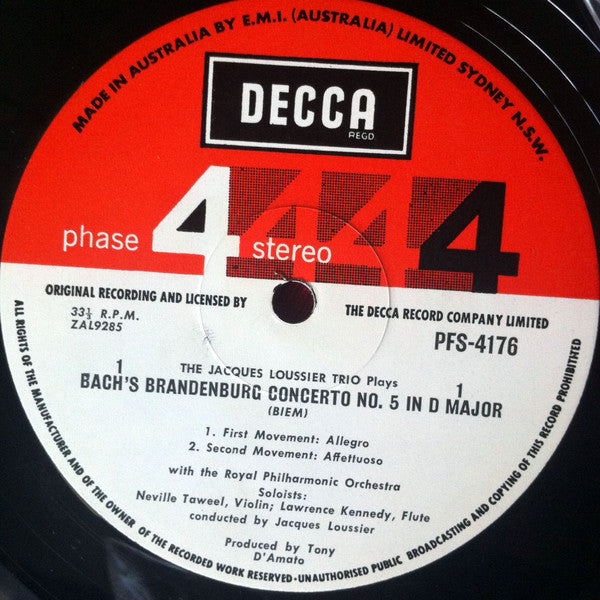 MADE IN AUSTRALIA BY E.M.I. (AUSTRALIA) LIMITED SYDNEY N.S.W.
DECCA
REGD
phase 4 stereo 4 4 4
ORIGINAL RECORDING AND LICENSED BY THE DECCA RECORD COMPANY LIMITED
33⅓ R.P.M.
ZAL9285
PFS-4176
1 1
THE JACQUES LOUSSIER TRIO Plays
BACH'S BRANDENBURG CONCERTO NO. 5 IN D MAJOR
(BIEM)
1. First Movement: Allegro
2. Second Movement: Affettuoso
with the Royal Philharmonic Orchestra
Soloists:
Neville Taweel, Violin; Lawrence Kennedy, Flute
conducted by Jacques Loussier
Produced by Tony
D'Amato
ALL RIGHTS OF THE MANUFACTURER AND OF THE OWNER OF THE RECORDED WORK RESERVED-UNAUTHORISED PUBLIC BROADCASTING AND COPYING OF THIS RECORD PROHIBITED